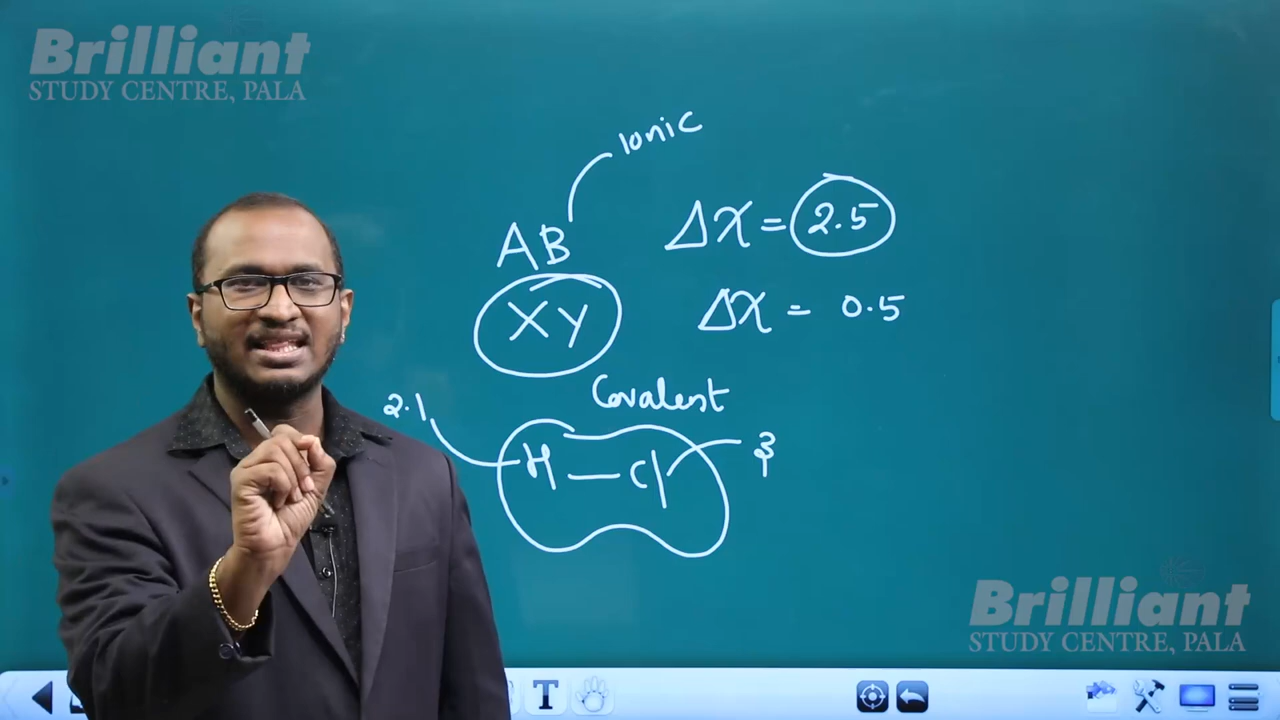 Brilliant
STUDY CENTRE, PALA
Ionic
AB ΔX = 2.5
XY ΔX = 0.5
Covalent
2.1
H — Cl 3
Brilliant
STUDY CENTRE, PALA
T